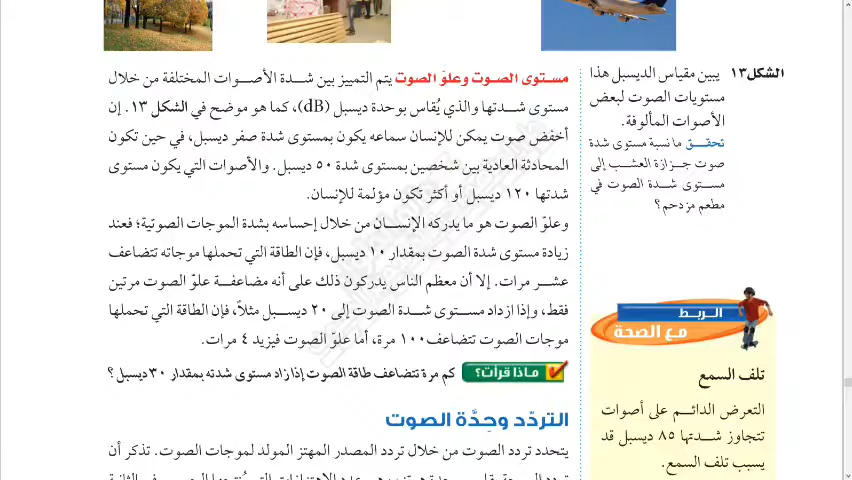 مستوى الصوت وعلوّ الصوت يتم التمييز بين شدة الأصوات المختلفة من خلال
مستوى شدتها والذي يُقاس بوحدة ديسبل (dB)، كما هو موضح في الشكل ١٣. إن
أخفض صوت يمكن للإنسان سماعه يكون بمستوى شدة صفر ديسبل، في حين تكون
المحادثة العادية بين شخصين بمستوى شدة ٥٠ ديسبل. والأصوات التي يكون مستوى
شدتها ١٢٠ ديسبل أو أكثر تكون مؤلمة للإنسان.
وعلوّ الصوت هو ما يدركه الإنسان من خلال إحساسه بشدة الموجات الصوتية؛ فعند
زيادة مستوى شدة الصوت بمقدار ١٠ ديسبل، فإن الطاقة التي تحملها موجاته تتضاعف
عشر مرات. إلا أن معظم الناس يدركون ذلك على أنه مضاعفة علوّ الصوت مرتين
فقط، وإذا ازداد مستوى شدة الصوت إلى ٢٠ ديسبل مثلاً، فإن الطاقة التي تحملها
موجات الصوت تتضاعف ١٠٠ مرة، أما علوّ الصوت فيزيد ٤ مرات.
ماذا قرأت؟ كم مرة تتضاعف طاقة الصوت إذا زاد مستوى شدته بمقدار ٣٠ ديسبل؟
التردّد وحِدَّة الصوت
يتحدد تردد الصوت من خلال تردد المصدر المهتز المولد لموجات الصوت. تذكر أن
الشكل ١٣ يبين مقياس الديسبل هذا
مستويات الصوت لبعض
الأصوات المألوفة.
تحقق ما نسبة مستوى شدة
صوت جزازة العشب إلى
مستوى شدة الصوت في
مطعم مزدحم؟
الربط
مع الصحة
تلف السمع
التعرض الدائم على أصوات
تتجاوز شدتها ٨٥ ديسبل قد
يسبب تلف السمع.